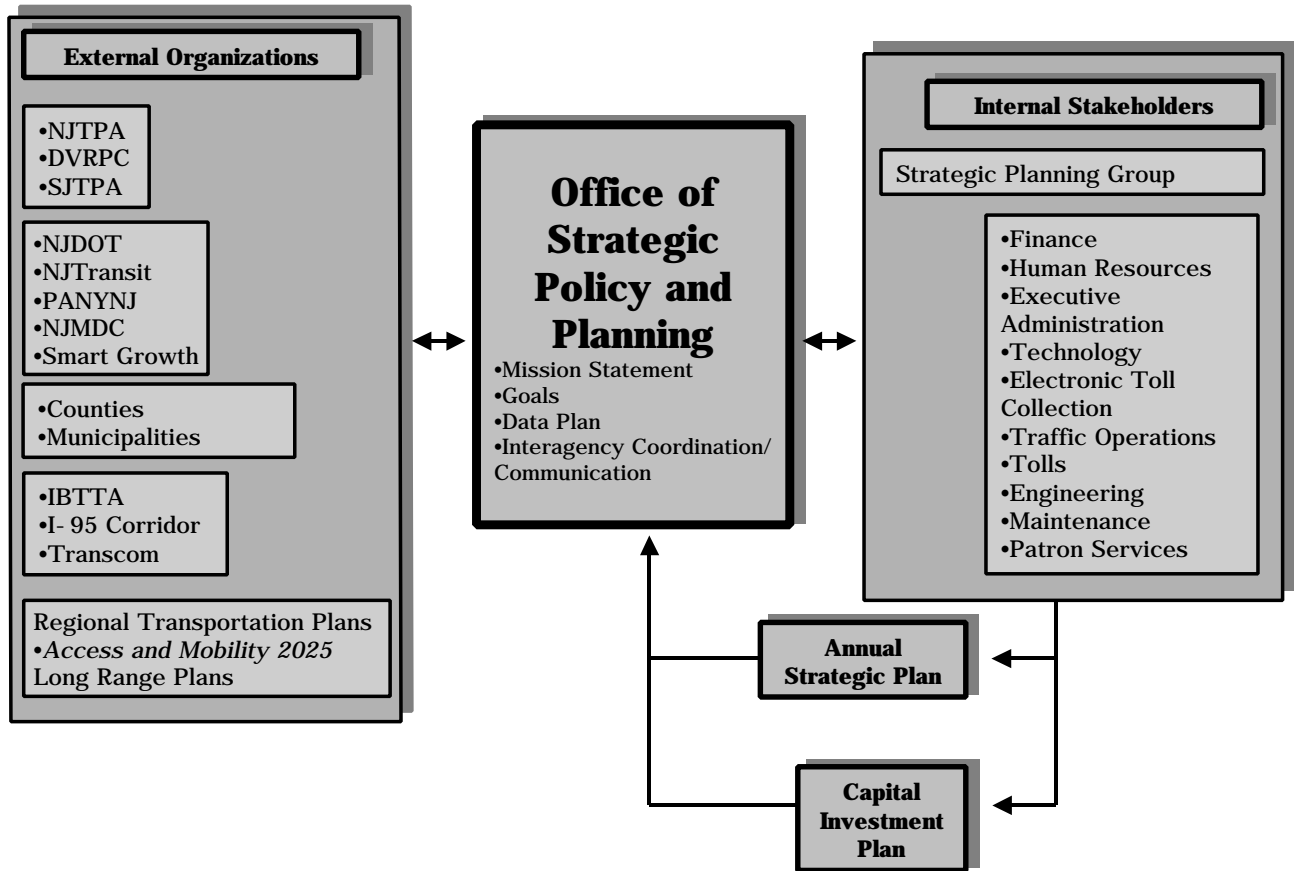 External Organizations
•NJTPA
•DVRPC
•SJTPA
•NJDOT
•NJTransit
•PANYNJ
•NJMDC
•Smart Growth
•Counties
•Municipalities
•IBTTA
•I- 95 Corridor
•Transcom
Regional Transportation Plans
•Access and Mobility 2025
Long Range Plans
Office of
Strategic
Policy and
Planning
•Mission Statement
•Goals
•Data Plan
•Interagency Coordination/
Communication
Internal Stakeholders
Strategic Planning Group
•Finance
•Human Resources
•Executive
Administration
•Technology
•Electronic Toll
Collection
•Traffic Operations
•Tolls
•Engineering
•Maintenance
•Patron Services
Annual
Strategic Plan
Capital
Investment
Plan